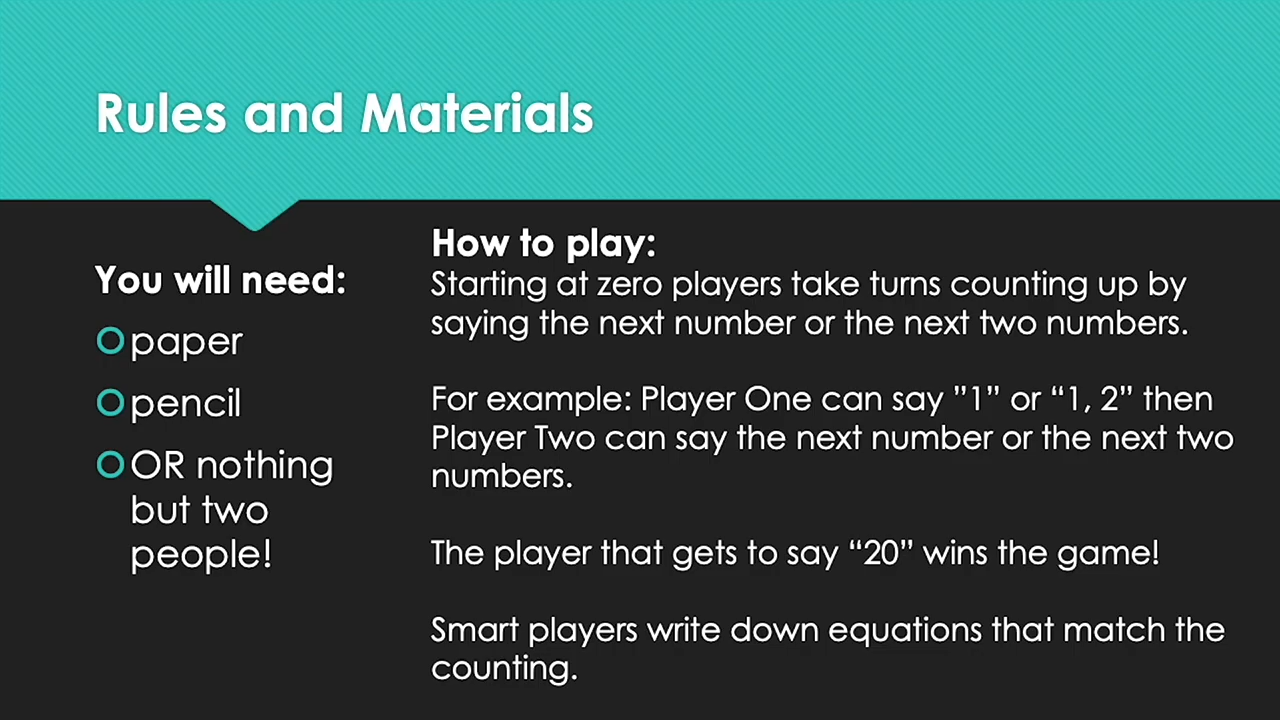 Rules and Materials
You will need:
paper
pencil
OR nothing
but two
people!
How to play:
Starting at zero players take turns counting up by
saying the next number or the next two numbers.
For example: Player One can say ”1” or “1, 2” then
Player Two can say the next number or the next two
numbers.
The player that gets to say “20” wins the game!
Smart players write down equations that match the
counting.